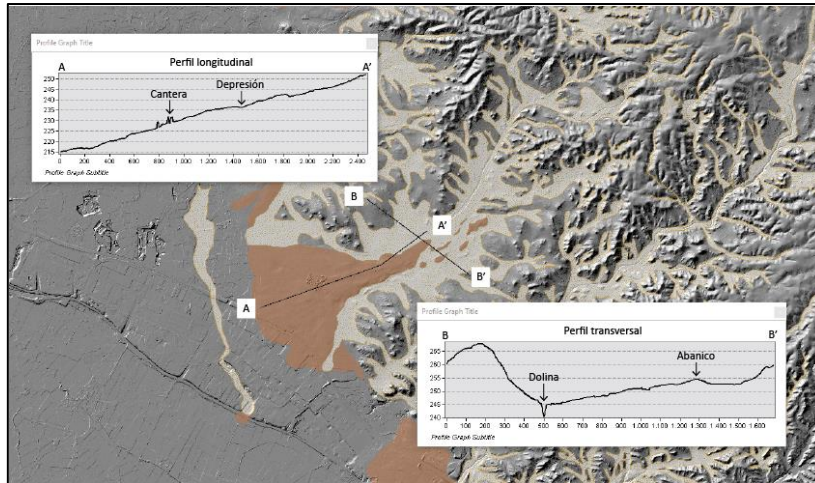 Profile Graph Title
Perfil longitudinal
A
A'
Cantera
Depresión
250
245
240
235
230
225
220
215
0
200
400
600
800
1.000
1.200
1.400
1.600
1.800
2.000
2.200
2.400
Profile Graph Subtitle
B
A'
B'
A
Profile Graph Title
Perfil transversal
B
B'
Dolina
Abanico
265
260
255
250
245
240
0
100
200
300
400
500
600
700
800
900
1.000
1.100
1.200
1.300
1.400
1.500
1.600
Profile Graph Subtitle